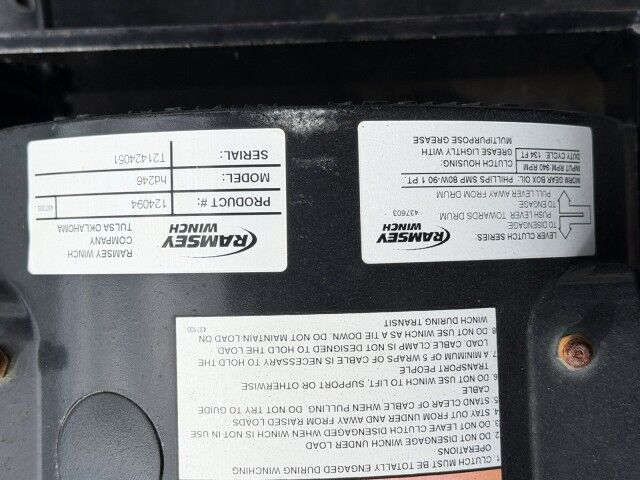 1. CLUTCH MUST BE TOTALLY ENGAGED DURING WINCHING
OPERATIONS
2. DO NOT DISENGAGE WINCH UNDER LOAD
3. DO NOT LEAVE CLUTCH DISENGAGED WHEN WINCH IS NOT IN USE
4. STAY OUT AND UNDER FROM RAISED LOADS
5. STAND CLEAR OF CABLE WHEN PULLING. DO NOT TRY TO GUIDE
CABLE
6. DO NOT USE WINCH TO LIFT, SUPPORT OR OTHERWISE
TRANSPORT PEOPLE
7. A MINIMUM OF 5 WRAPS OF CABLE IS NECESSARY TO HOLD THE
LOAD. CABLE CLAMP IS NOT DESIGNED TO HOLD THE LOAD
8. DO NOT USE WINCH AS A TIE DOWN. DO NOT MAINTAIN LOAD ON
WINCH DURING TRANSIT
437100
LEVER CLUTCH SERIES:
TO DISENGAGE:
PUSH LEVER TOWARDS DRUM
TO ENGAGE:
PULL LEVER AWAY FROM DRUM
RAMSEY
WINCH
437603
WORM GEAR BOX OIL: PHILLIPS SMP 80W-90 1 PT.
INPUT RPM: 940 RPM
DUTY CYCLE: 134 FT
CLUTCH HOUSING:
GREASE LIGHTLY WITH
MULTIPURPOSE GREASE
RAMSEY
WINCH
RAMSEY WINCH
COMPANY
TULSA OKLAHOMA
PRODUCT #: 124094
MODEL: hd246
SERIAL: T21424051